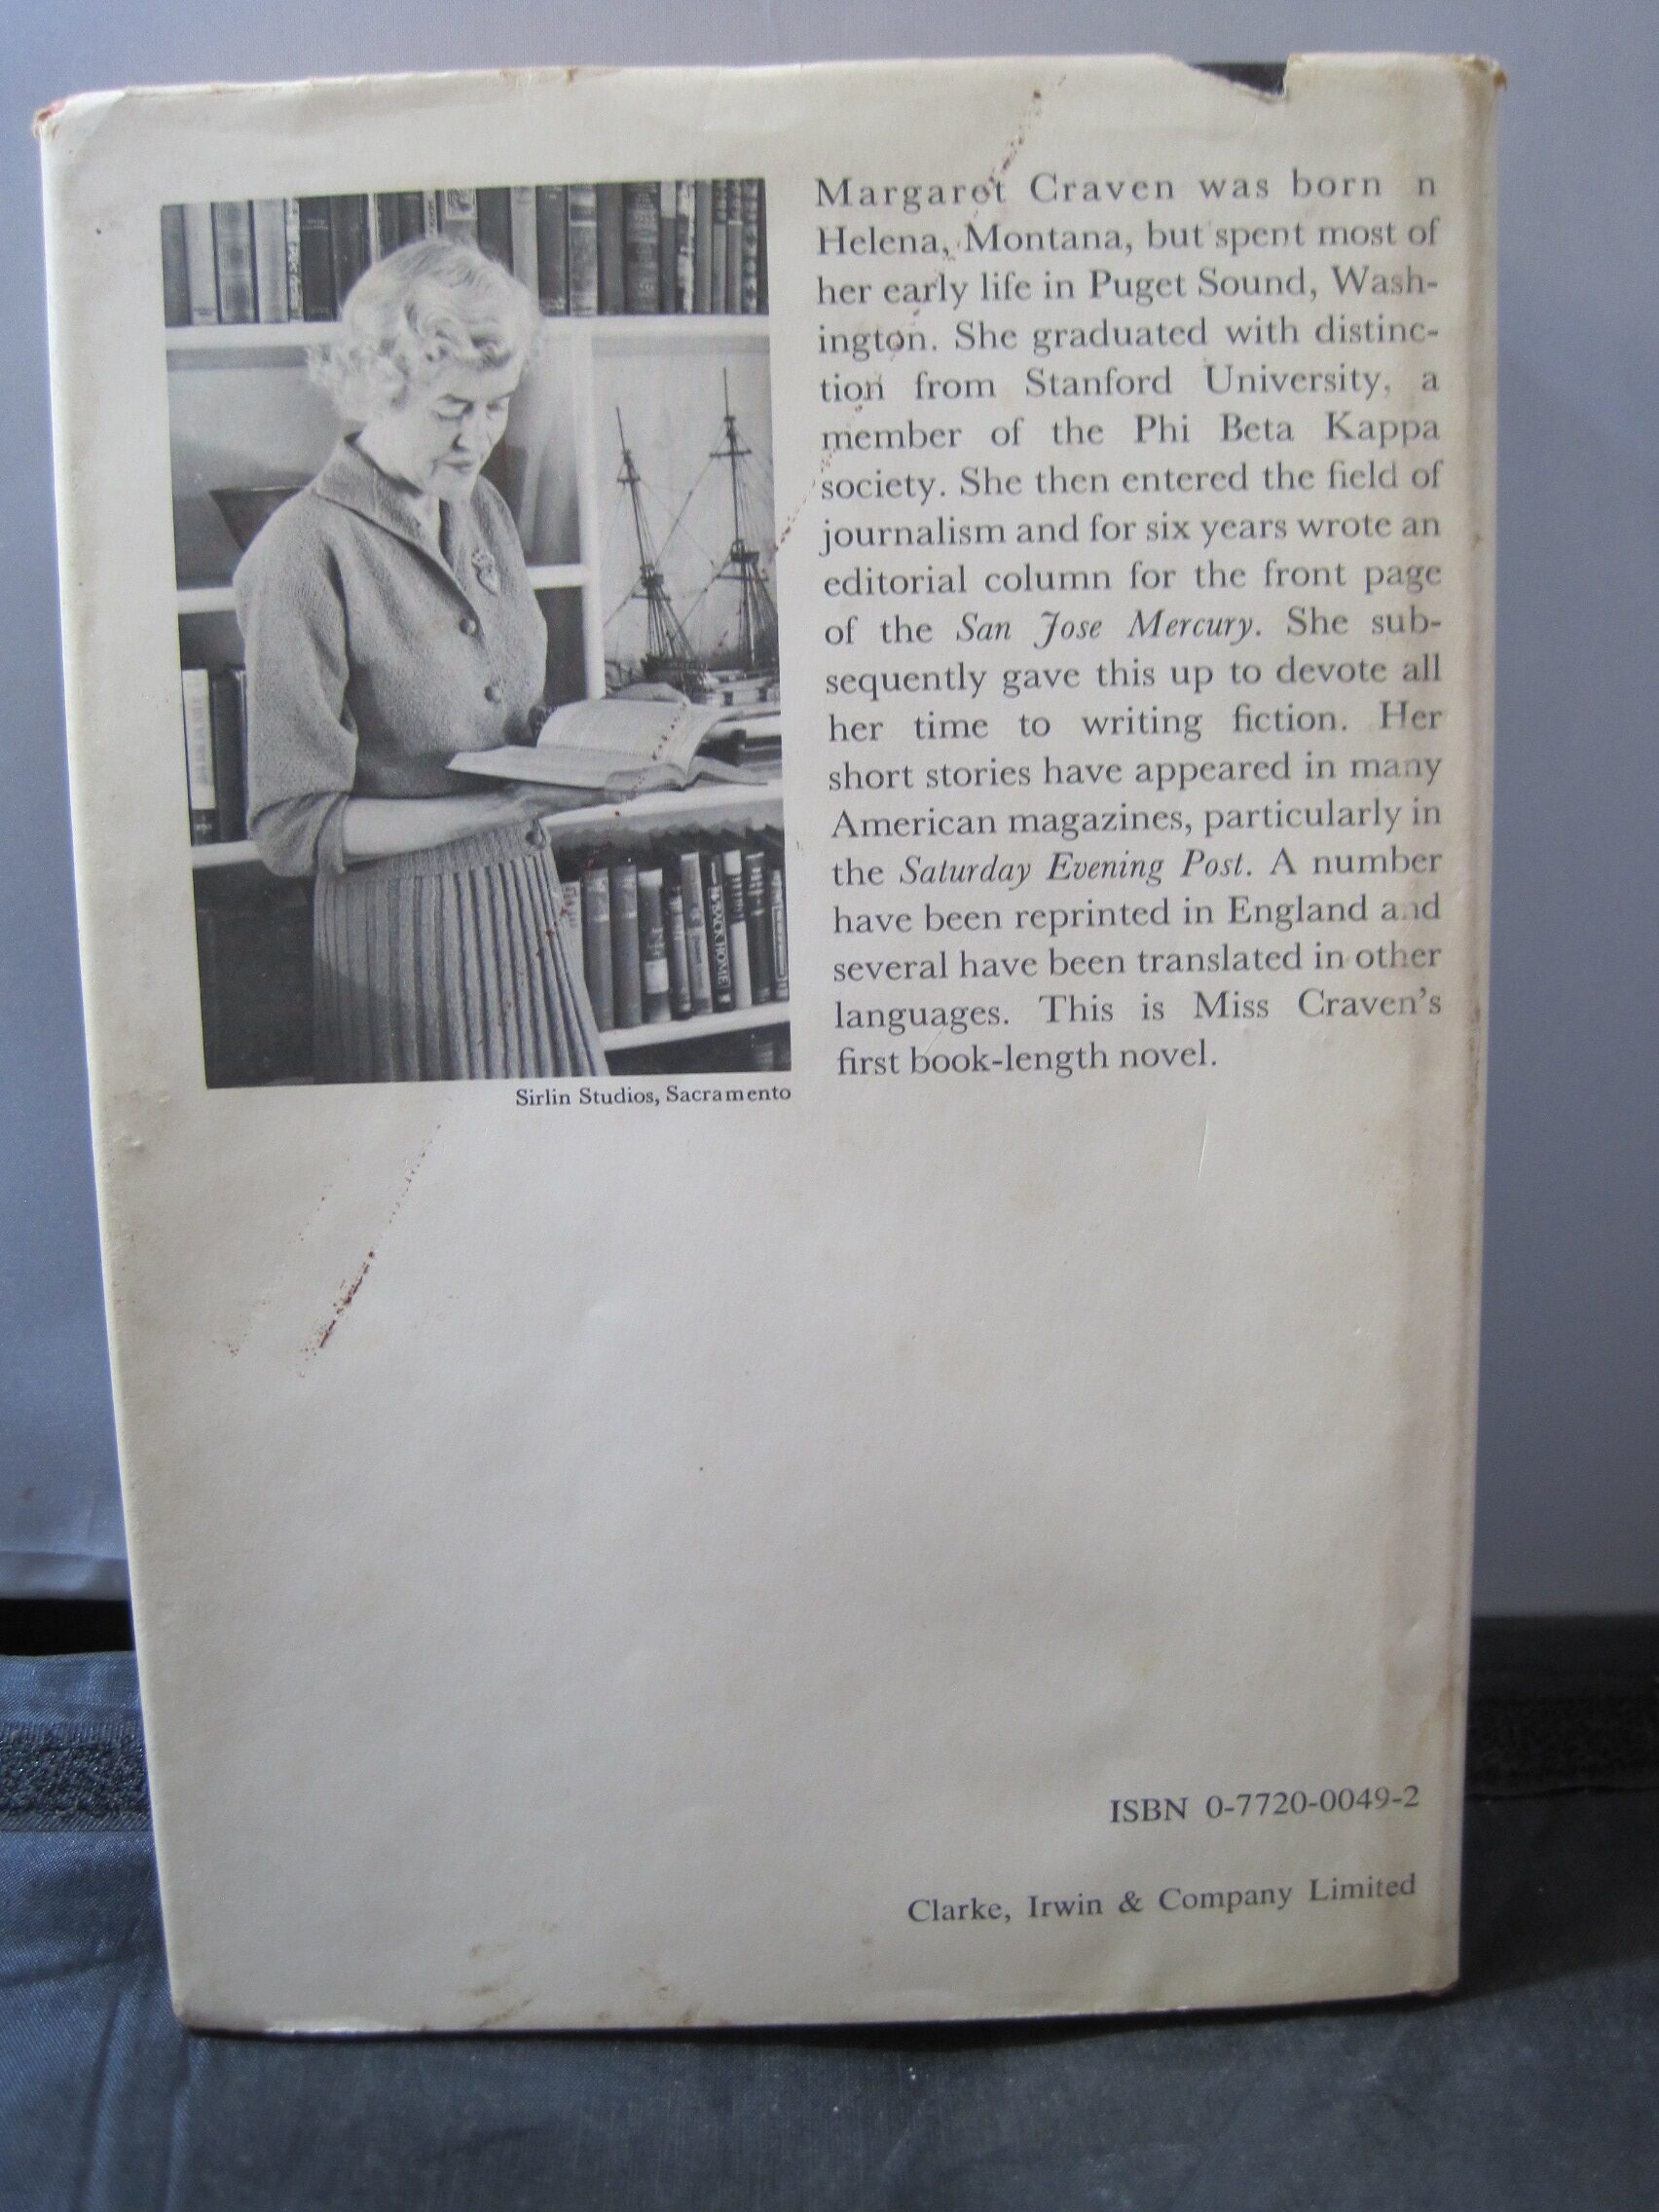 Margaret Craven was born n
Helena, Montana, but spent most of
her early life in Puget Sound, Wash-
ington. She graduated with distinc-
tion from Stanford University, a
member of the Phi Beta Kappa
society. She then entered the field of
journalism and for six years wrote an
editorial column for the front page
of the San Jose Mercury. She sub-
sequently gave this up to devote all
her time to writing fiction. Her
short stories have appeared in many
American magazines, particularly in
the Saturday Evening Post. A number
have been reprinted in England and
several have been translated in other
languages. This is Miss Craven's
first book-length novel.
Sirlin Studios, Sacramento
ISBN 0-7720-0049-2
Clarke, Irwin & Company Limited